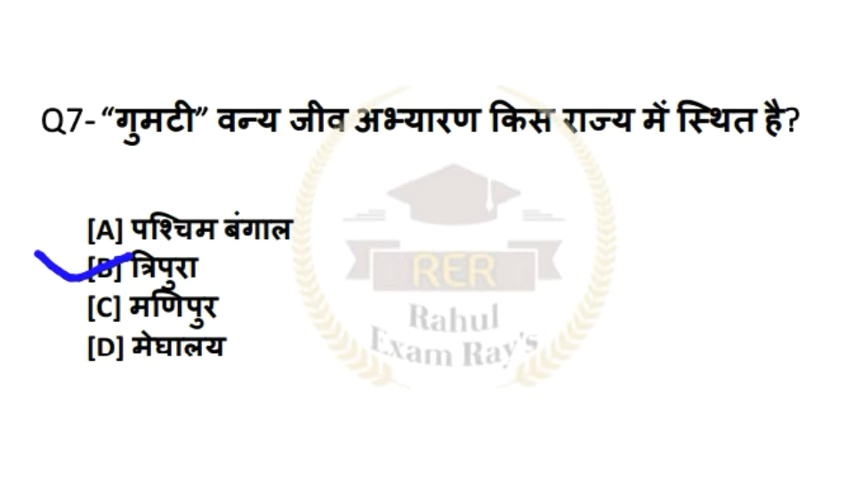 Q7- “गुमटी” वन्य जीव अभ्यारण किस राज्य में स्थित है?
[A] पश्चिम बंगाल
[B] त्रिपुरा
[C] मणिपुर
[D] मेघालय
RER
Rahul
Exam Ray's